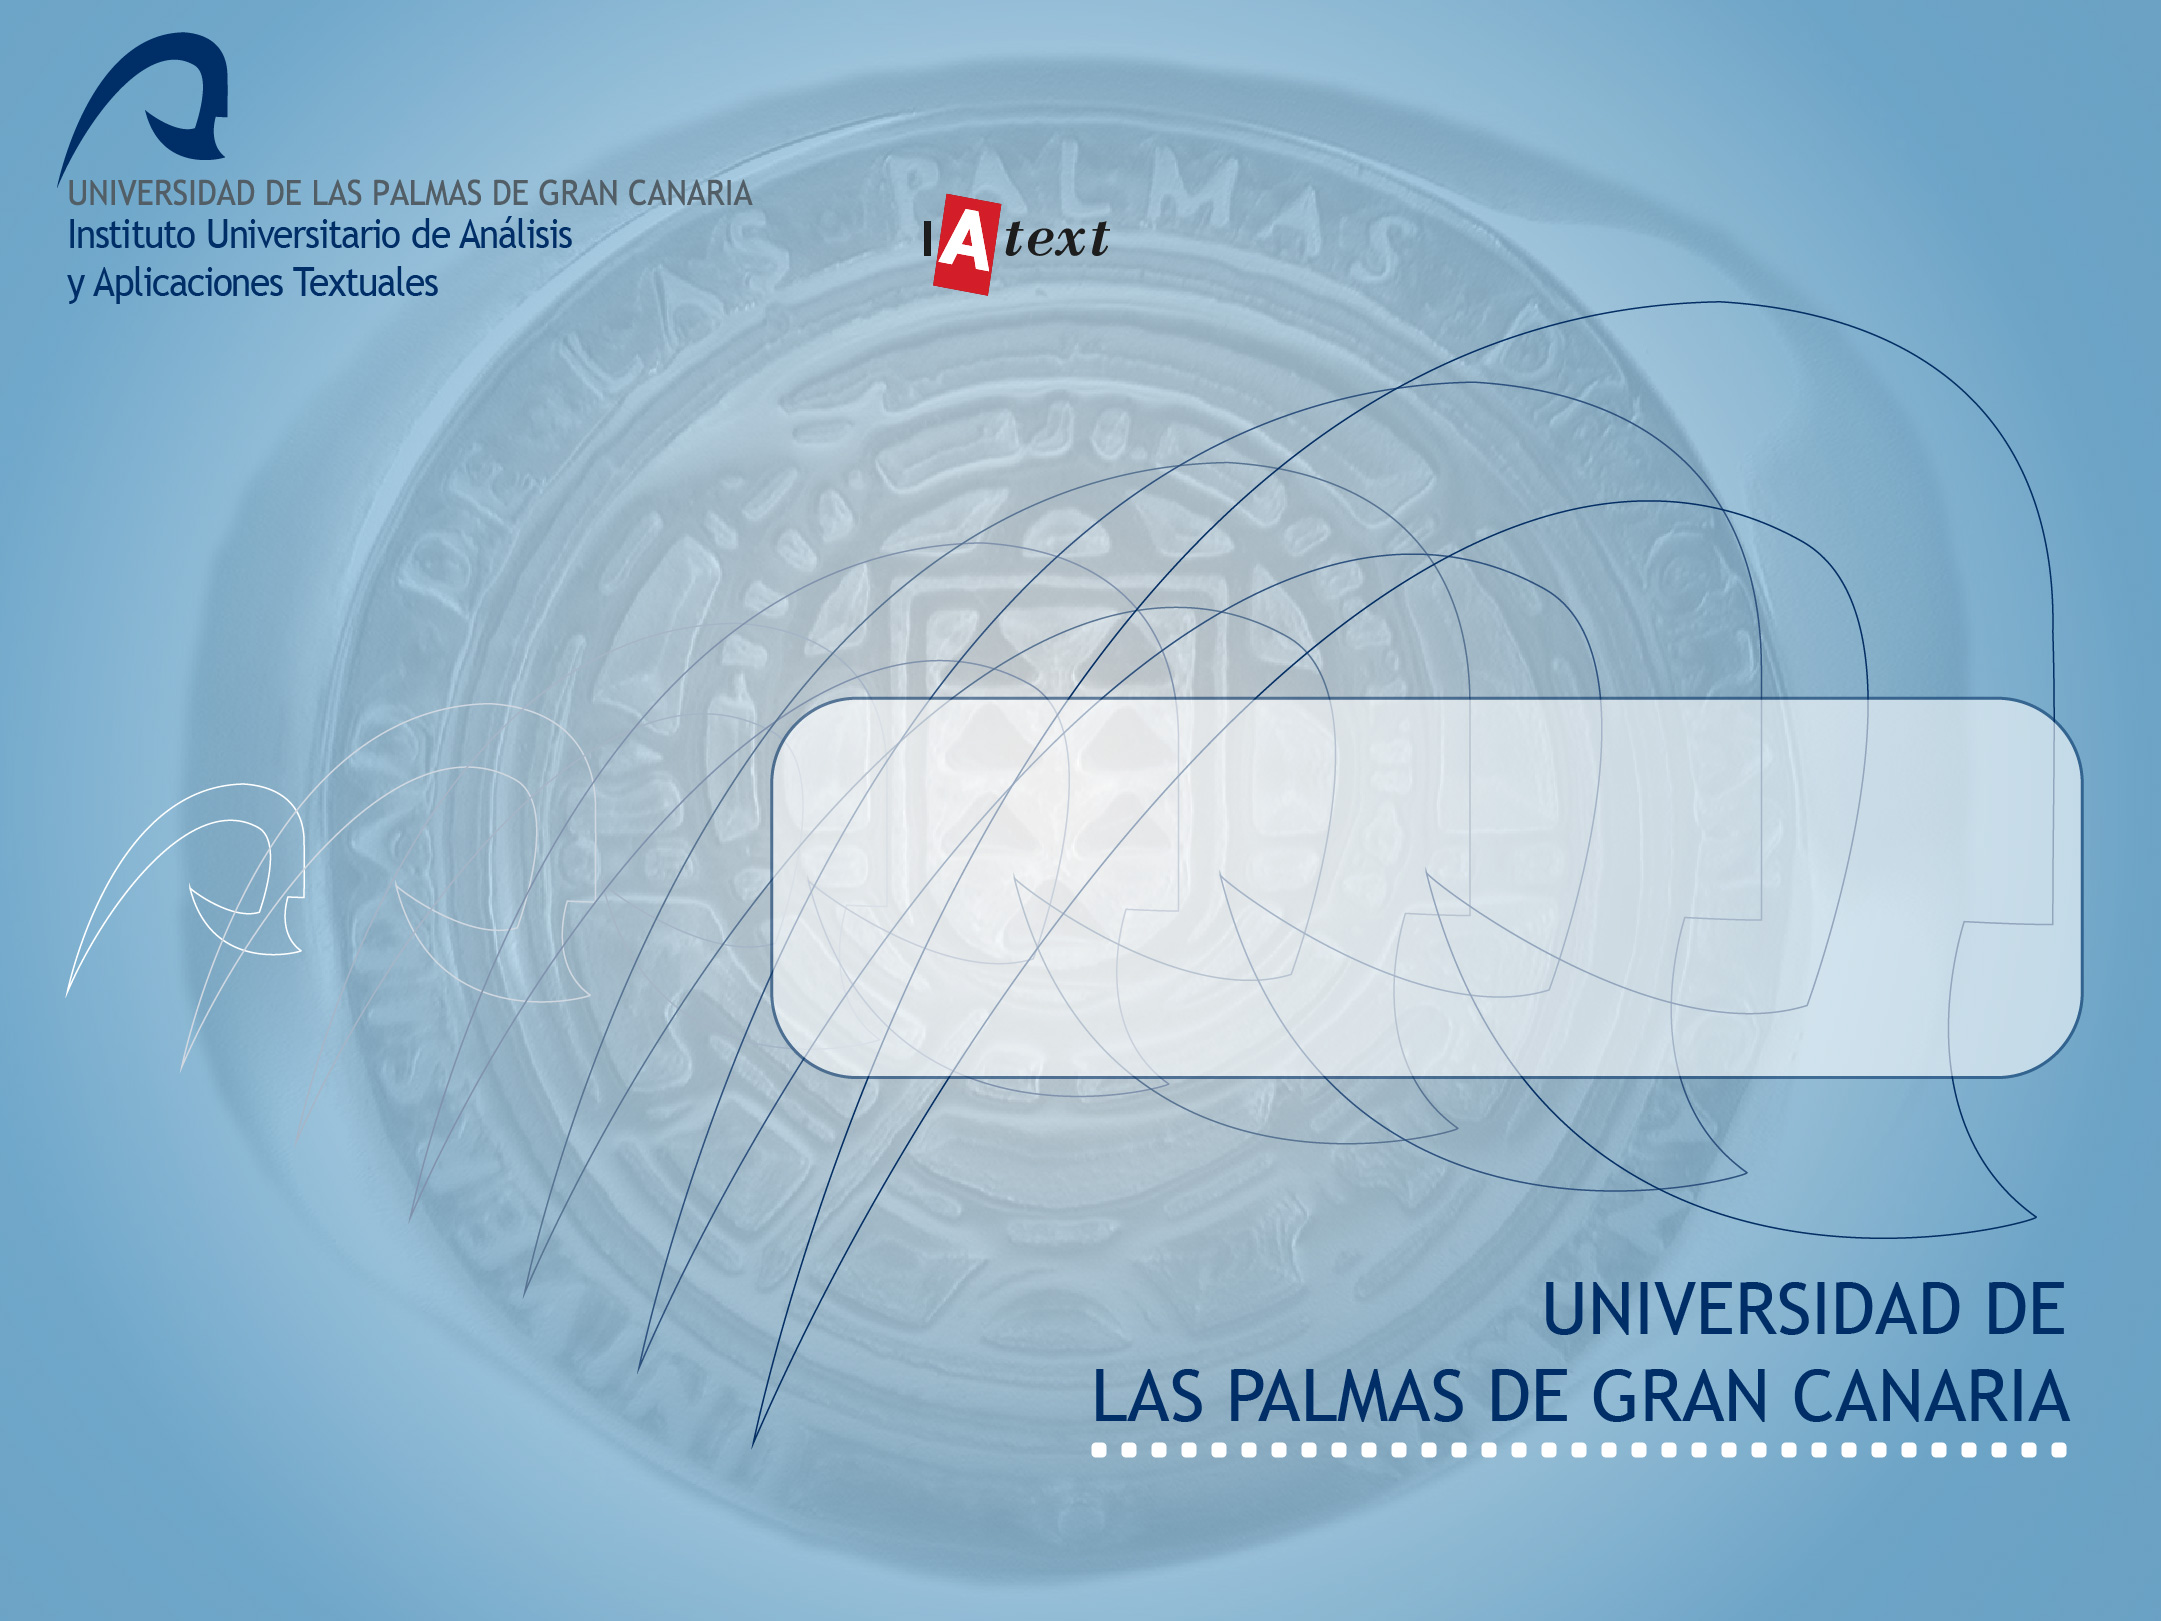 UNIVERSIDAD DE LAS PALMAS DE GRAN CANARIA
Instituto Universitario de Análisis
y Aplicaciones Textuales
IAtext
UNIVERSIDAD DE
LAS PALMAS DE GRAN CANARIA